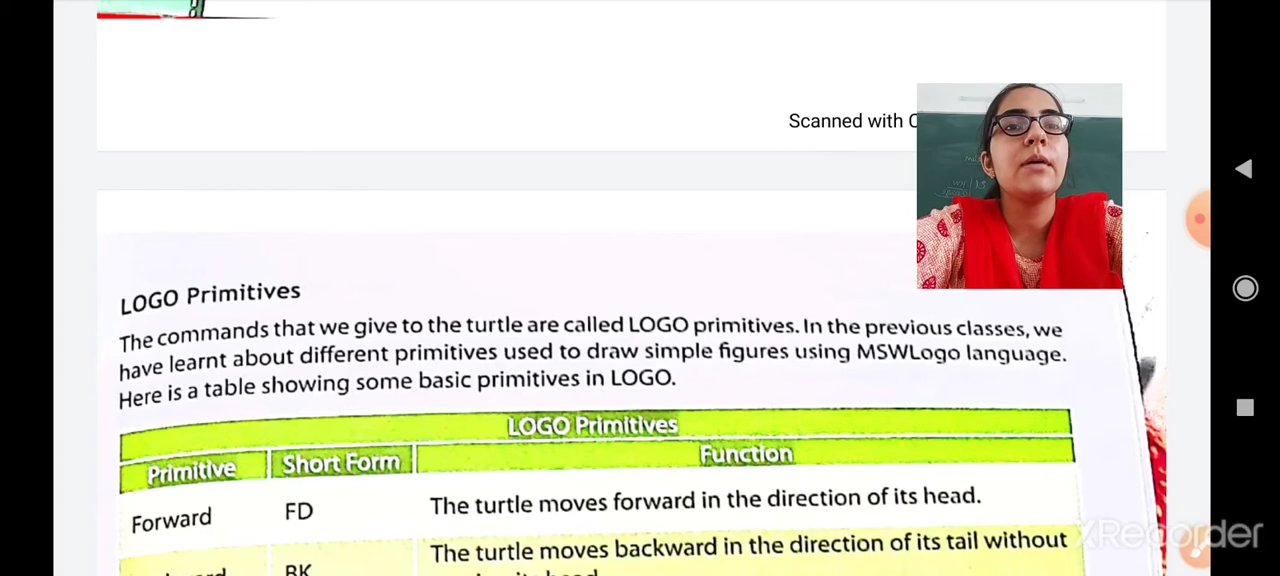 Scanned with C
LOGO Primitives
The commands that we give to the turtle are called LOGO primitives. In the previous classes, we
have learnt about different primitives used to draw simple figures using MSWLogo language.
Here is a table showing some basic primitives in LOGO.
LOGO Primitives
Primitive Short Form Function
Forward FD The turtle moves forward in the direction of its head.
BK The turtle moves backward in the direction of its tail without
XRecorder